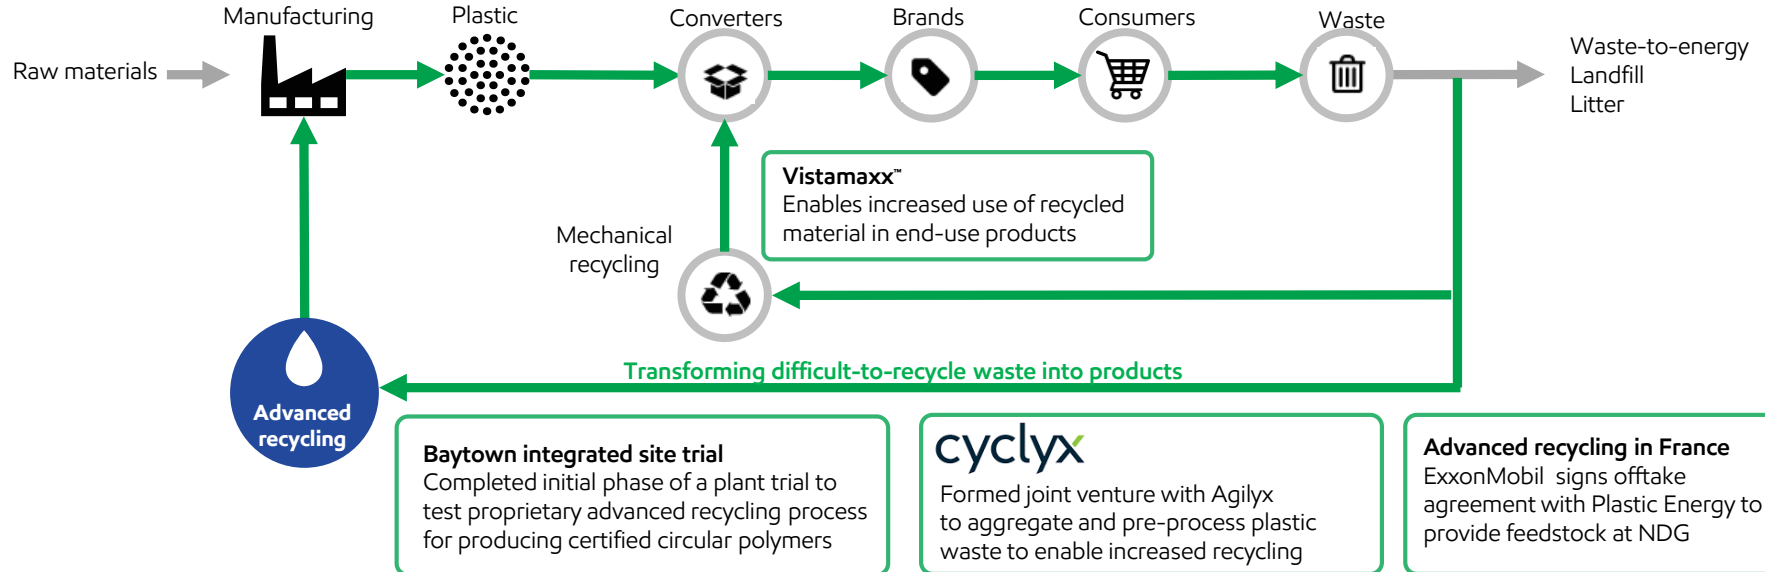 Manufacturing
Plastic
Converters
Brands
Consumers
Waste
Raw materials
Waste-to-energy
Landfill
Litter
Vistamaxx™
Enables increased use of recycled
material in end-use products
Mechanical
recycling
Transforming difficult-to-recycle waste into products
Advanced
recycling
Baytown integrated site trial
Completed initial phase of a plant trial to
test proprietary advanced recycling process
for producing certified circular polymers
cyclyx
Formed joint venture with Agilyx
to aggregate and pre-process plastic
waste to enable increased recycling
Advanced recycling in France
ExxonMobil signs offtake
agreement with Plastic Energy to
provide feedstock at NDG